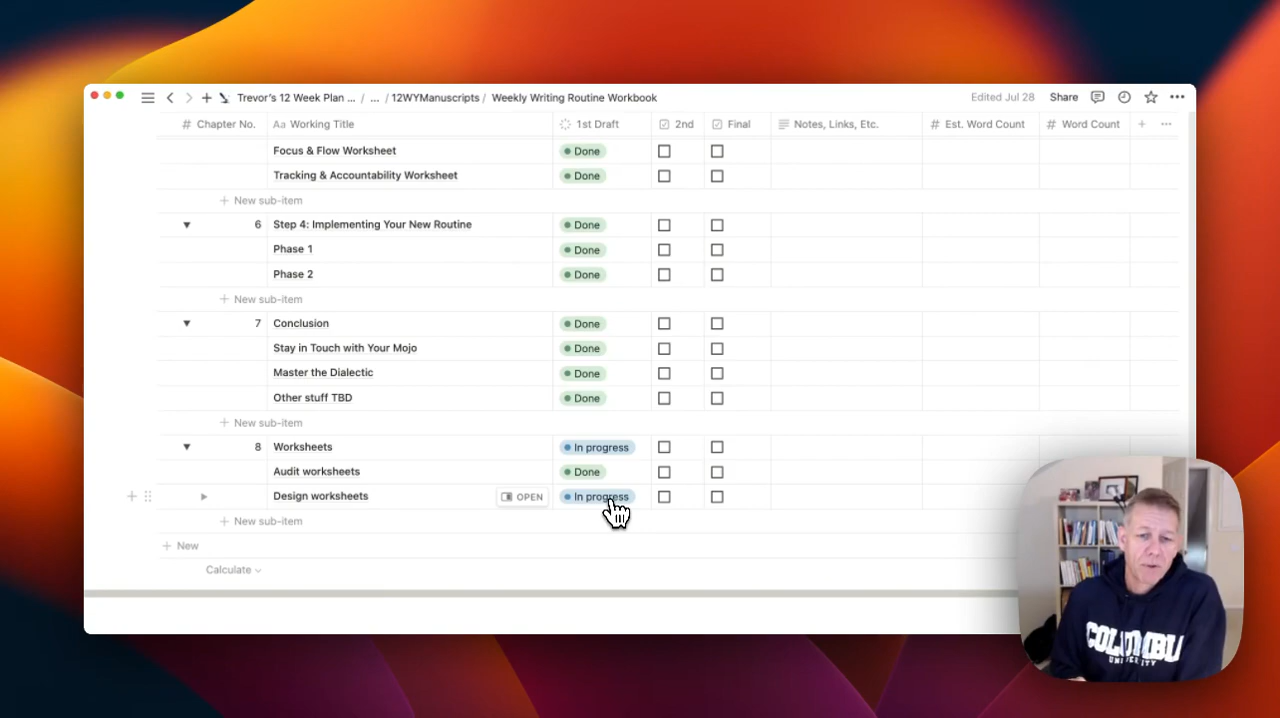 Trevor's 12 Week Plan ... / ... / 12WYManuscripts / Weekly Writing Routine Workbook Edited Jul 28 Share
# Chapter No. Aa Working Title 1st Draft 2nd Final Notes, Links, Etc. # Est. Word Count # Word Count + ...
Focus & Flow Worksheet Done
Tracking & Accountability Worksheet Done
+ New sub-item
6 Step 4: Implementing Your New Routine Done
Phase 1 Done
Phase 2 Done
+ New sub-item
7 Conclusion Done
Stay in Touch with Your Mojo Done
Master the Dialectic Done
Other stuff TBD Done
+ New sub-item
8 Worksheets In progress
Audit worksheets Done
Design worksheets OPEN In progress
+ New sub-item
+ New
Calculate